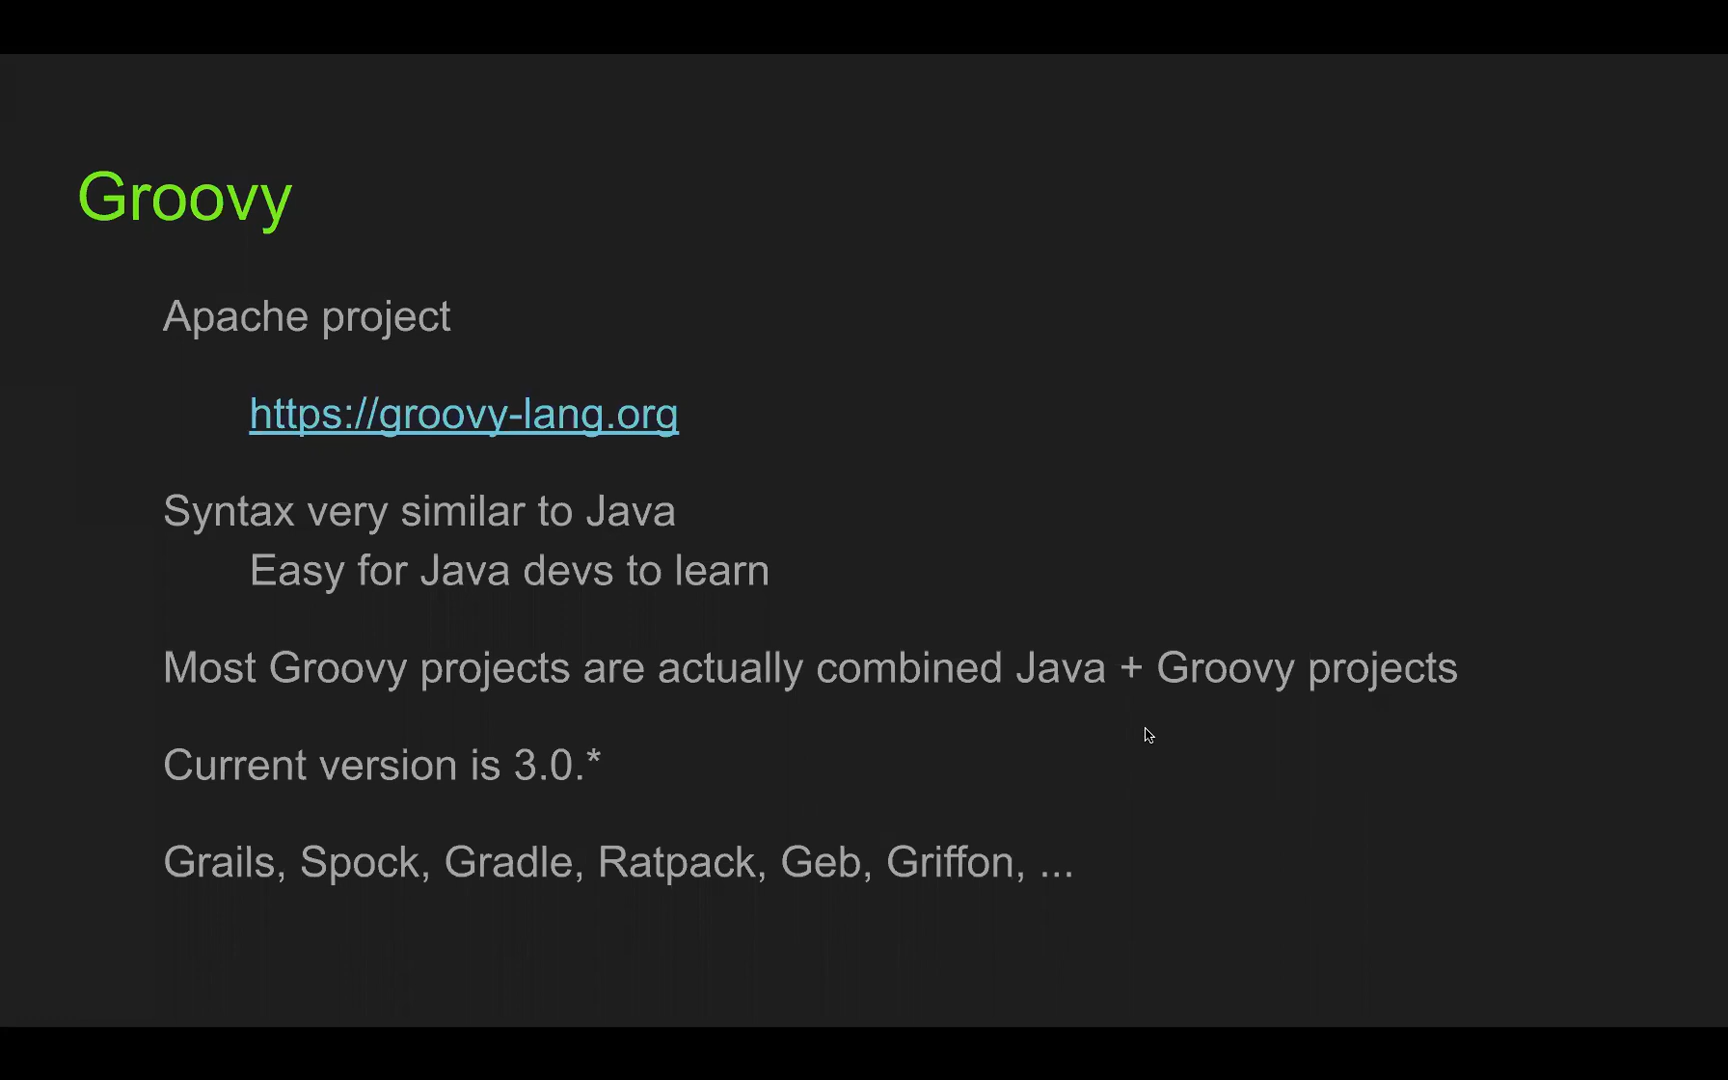 Groovy
Apache project
https://groovy-lang.org
Syntax very similar to Java
Easy for Java devs to learn
Most Groovy projects are actually combined Java + Groovy projects
Current version is 3.0.*
Grails, Spock, Gradle, Ratpack, Geb, Griffon, ...